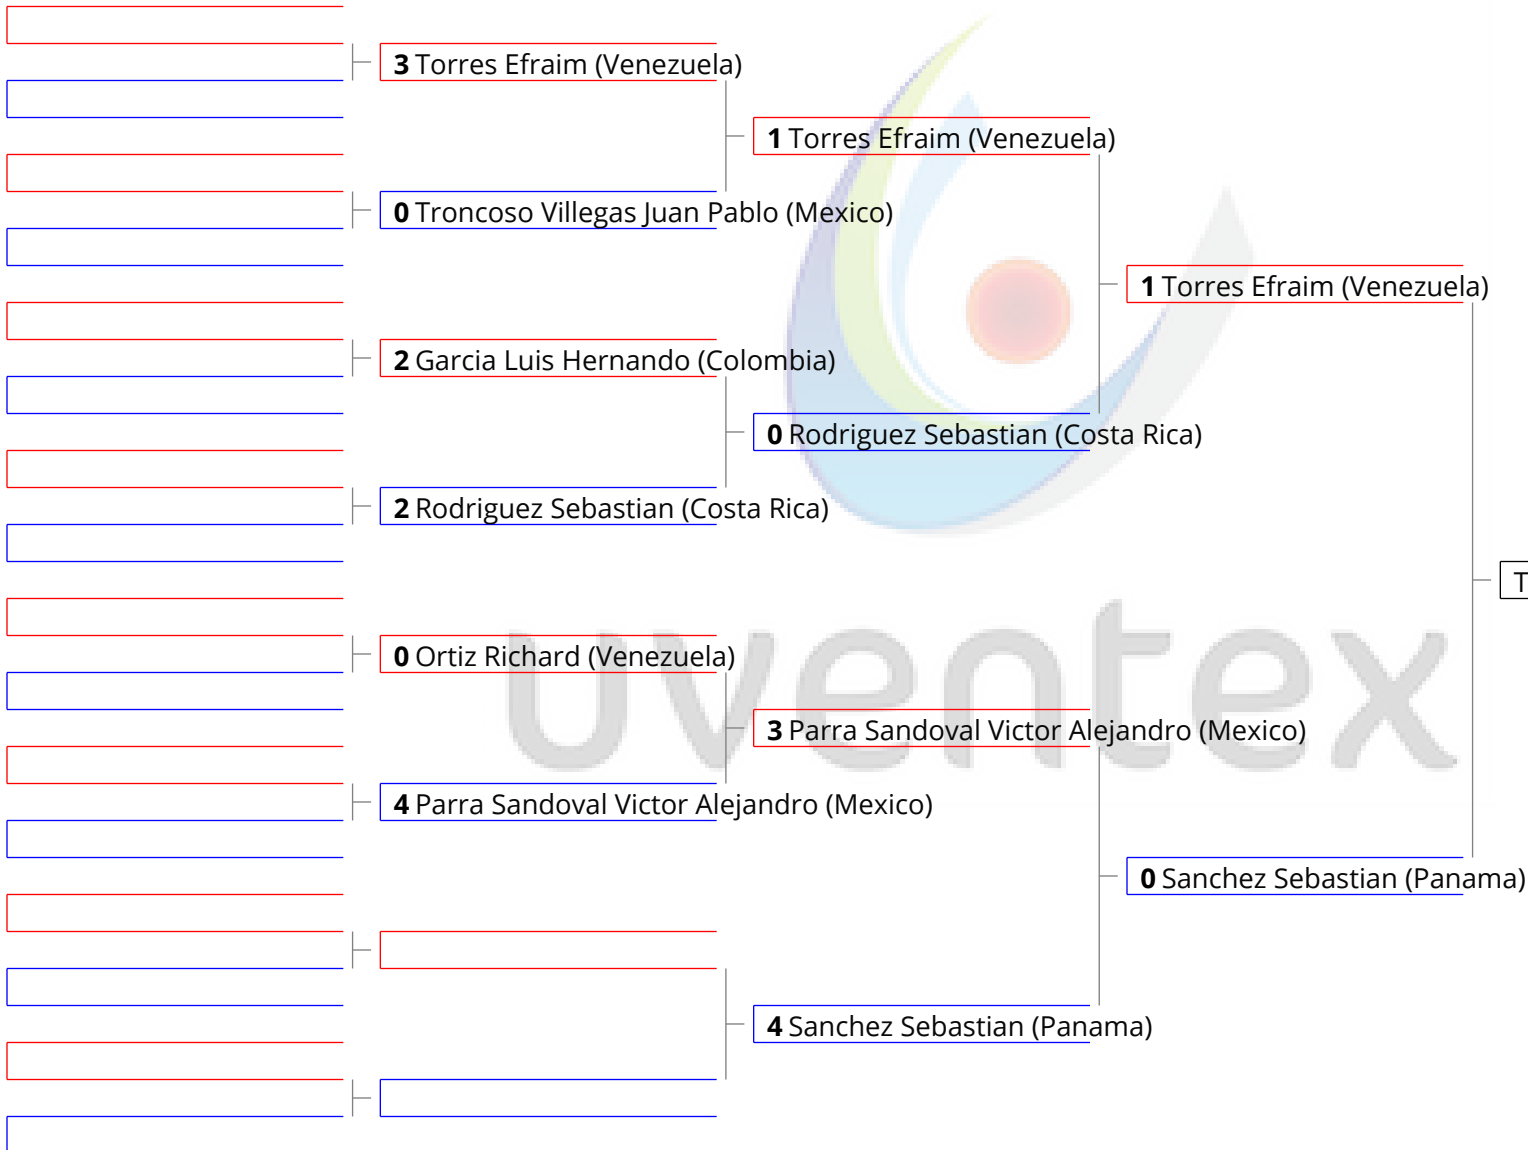 3 Torres Efraim (Venezuela)
1 Torres Efraim (Venezuela)
0 Troncoso Villegas Juan Pablo (Mexico)
1 Torres Efraim (Venezuela)
2 Garcia Luis Hernando (Colombia)
0 Rodriguez Sebastian (Costa Rica)
2 Rodriguez Sebastian (Costa Rica)
T
uventex
0 Ortiz Richard (Venezuela)
3 Parra Sandoval Victor Alejandro (Mexico)
4 Parra Sandoval Victor Alejandro (Mexico)
0 Sanchez Sebastian (Panama)
4 Sanchez Sebastian (Panama)